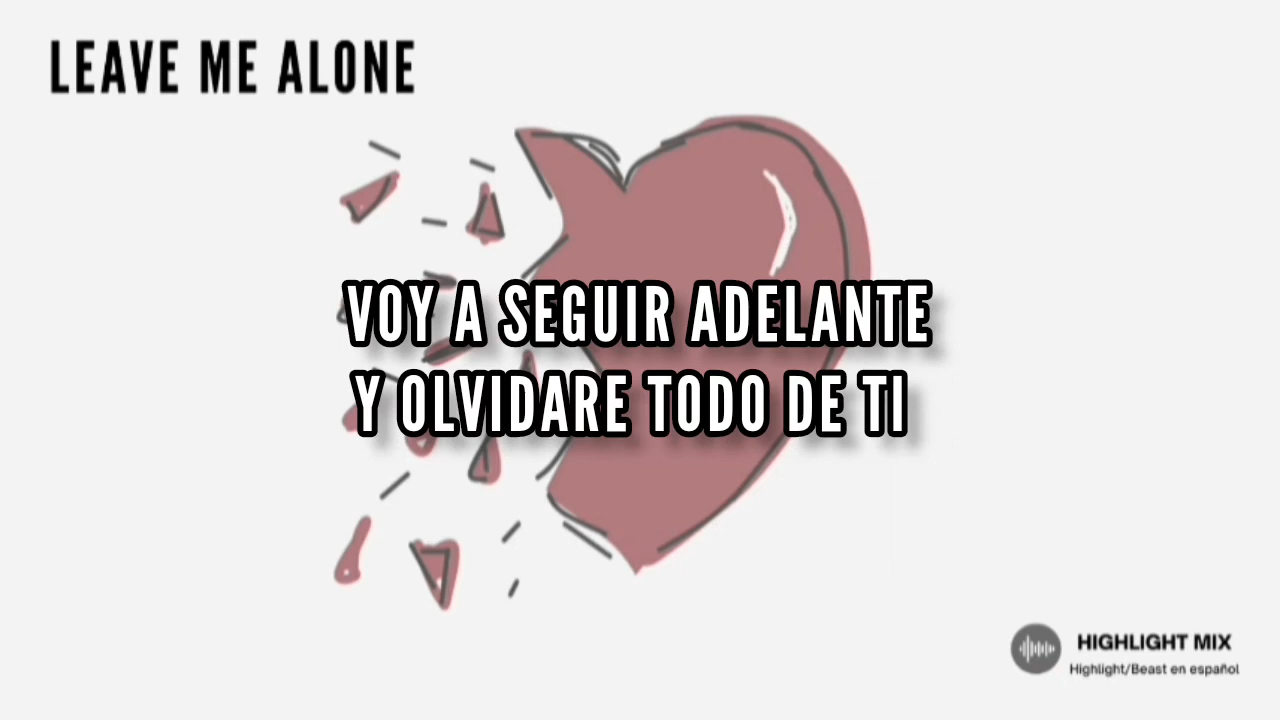 LEAVE ME ALONE
VOY A SEGUIR ADELANTE
Y OLVIDARE TODO DE TI
HIGHLIGHT MIX
Highlight/Beast en español